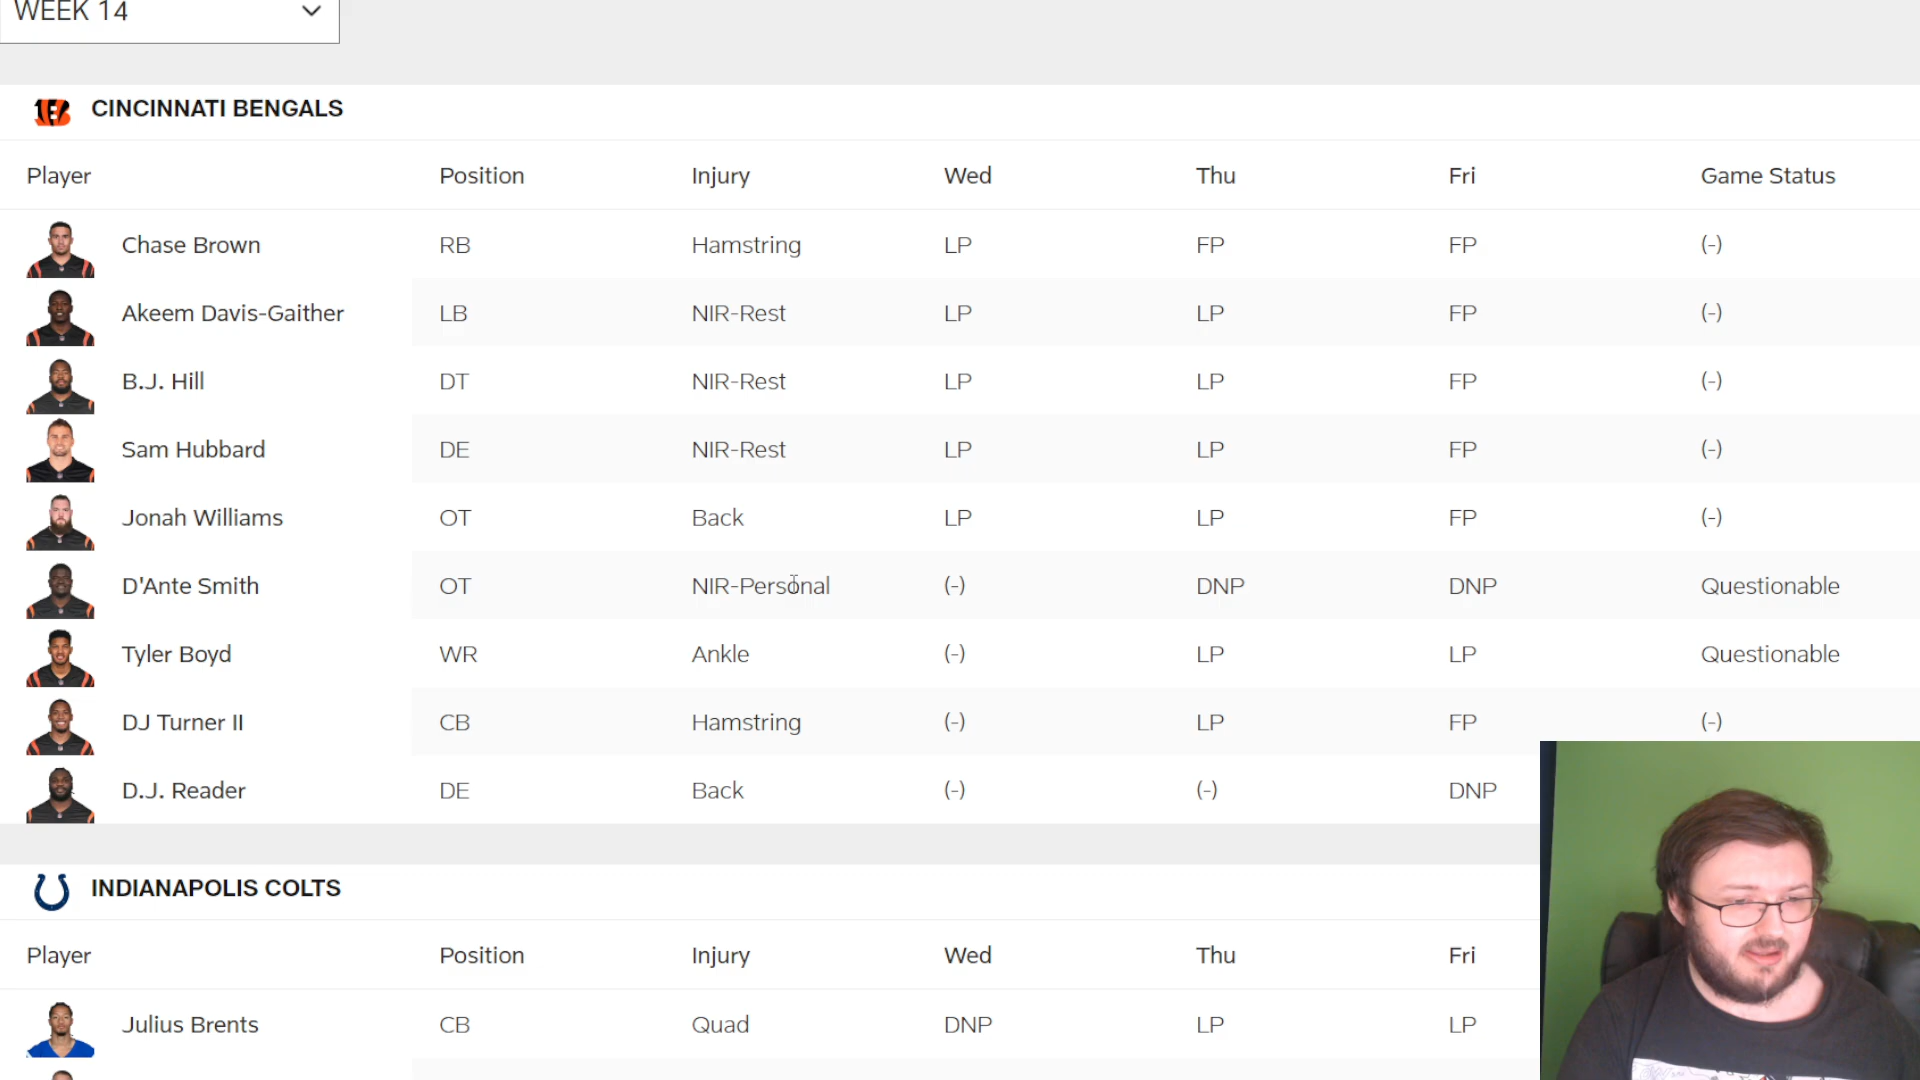 WEEK 14
CINCINNATI BENGALS
Player Position Injury Wed Thu Fri Game Status
Chase Brown RB Hamstring LP FP FP (-)
Akeem Davis-Gaither LB NIR-Rest LP LP FP (-)
B.J. Hill DT NIR-Rest LP LP FP (-)
Sam Hubbard DE NIR-Rest LP LP FP (-)
Jonah Williams OT Back LP LP FP (-)
D'Ante Smith OT NIR-Personal (-) DNP DNP Questionable
Tyler Boyd WR Ankle (-) LP LP Questionable
DJ Turner II CB Hamstring (-) LP FP (-)
D.J. Reader DE Back (-) (-) DNP
INDIANAPOLIS COLTS
Player Position Injury Wed Thu Fri
Julius Brents CB Quad DNP LP LP